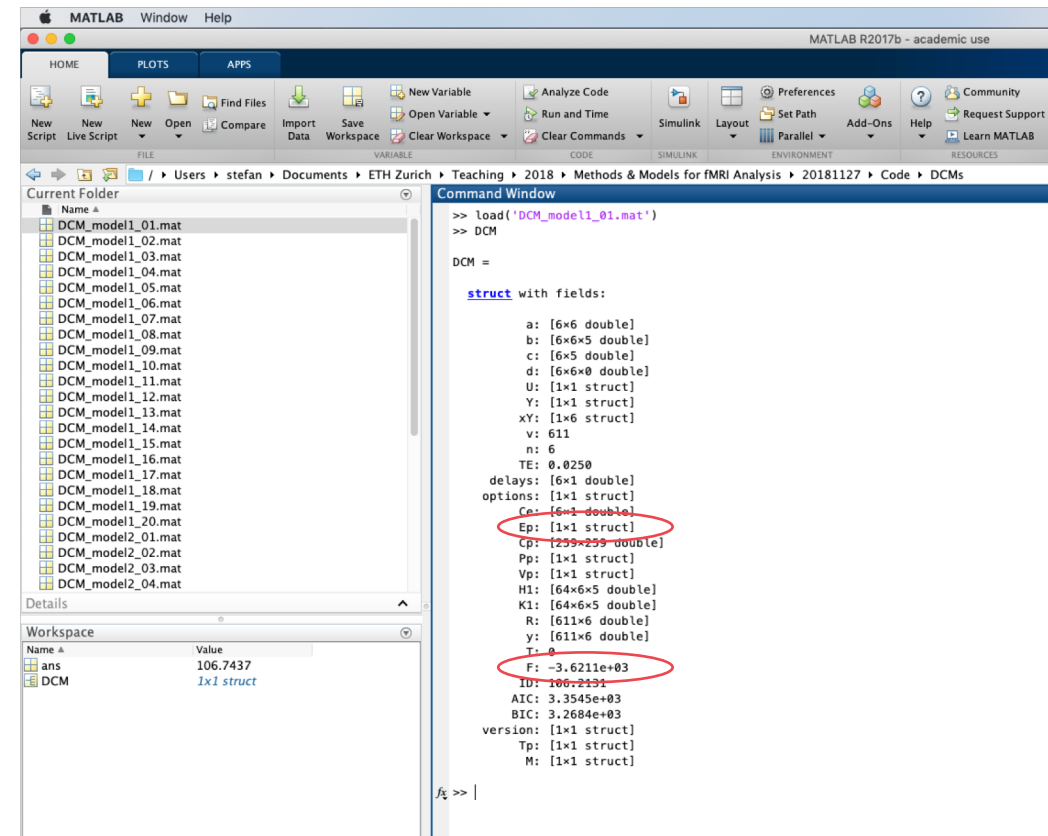 MATLAB Window Help
MATLAB R2017b - academic use
HOME PLOTS APPS
New Script
New Live Script
New
Open
Find Files
Compare
Import Data
Save Workspace
New Variable
Open Variable
Clear Workspace
Analyze Code
Run and Time
Clear Commands
Simulink
Layout
Preferences
Set Path
Parallel
Add-Ons
Help
Community
Request Support
Learn MATLAB
FILE VARIABLE CODE SIMULINK ENVIRONMENT RESOURCES
/ Users stefan Documents ETH Zurich Teaching 2018 Methods & Models for fMRI Analysis 20181127 Code DCMs
Current Folder
Name
DCM_model1_01.mat
DCM_model1_02.mat
DCM_model1_03.mat
DCM_model1_04.mat
DCM_model1_05.mat
DCM_model1_06.mat
DCM_model1_07.mat
DCM_model1_08.mat
DCM_model1_09.mat
DCM_model1_10.mat
DCM_model1_11.mat
DCM_model1_12.mat
DCM_model1_13.mat
DCM_model1_14.mat
DCM_model1_15.mat
DCM_model1_16.mat
DCM_model1_17.mat
DCM_model1_18.mat
DCM_model1_19.mat
DCM_model1_20.mat
DCM_model2_01.mat
DCM_model2_02.mat
DCM_model2_03.mat
DCM_model2_04.mat
Details
Workspace
Name Value
ans 106.7437
DCM 1x1 struct
Command Window
>> load('DCM_model1_01.mat')
>> DCM
DCM =
struct with fields:
a: [6×6 double]
b: [6×6×5 double]
c: [6×5 double]
d: [6×6×0 double]
U: [1×1 struct]
Y: [1×1 struct]
xY: [1×6 struct]
v: 611
n: 6
TE: 0.0250
delays: [6×1 double]
options: [1×1 struct]
Ce: [6×1 double]
Ep: [1×1 struct]
Cp: [259×259 double]
Pp: [1×1 struct]
Vp: [1×1 struct]
H1: [64×6×5 double]
K1: [64×6×5 double]
R: [611×6 double]
y: [611×6 double]
T: 0
F: -3.6211e+03
ID: 106.2131
AIC: 3.3545e+03
BIC: 3.2684e+03
version: [1×1 struct]
Tp: [1×1 struct]
M: [1×1 struct]
fx >>